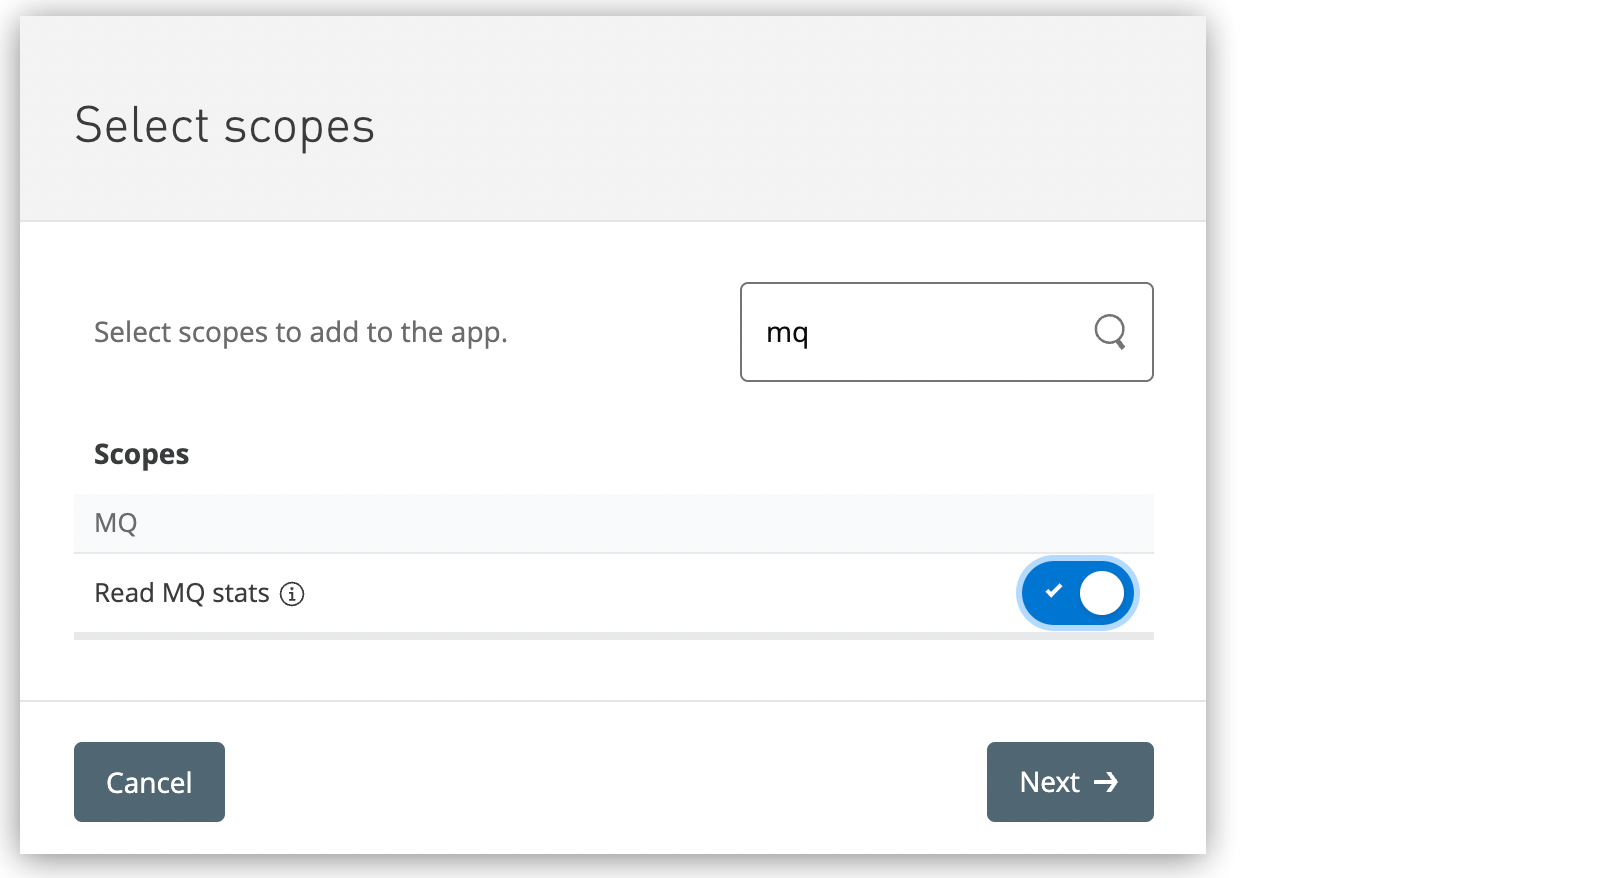 Select scopes
Select scopes to add to the app.
mq
Scopes
MQ
Read MQ stats
Cancel
Next